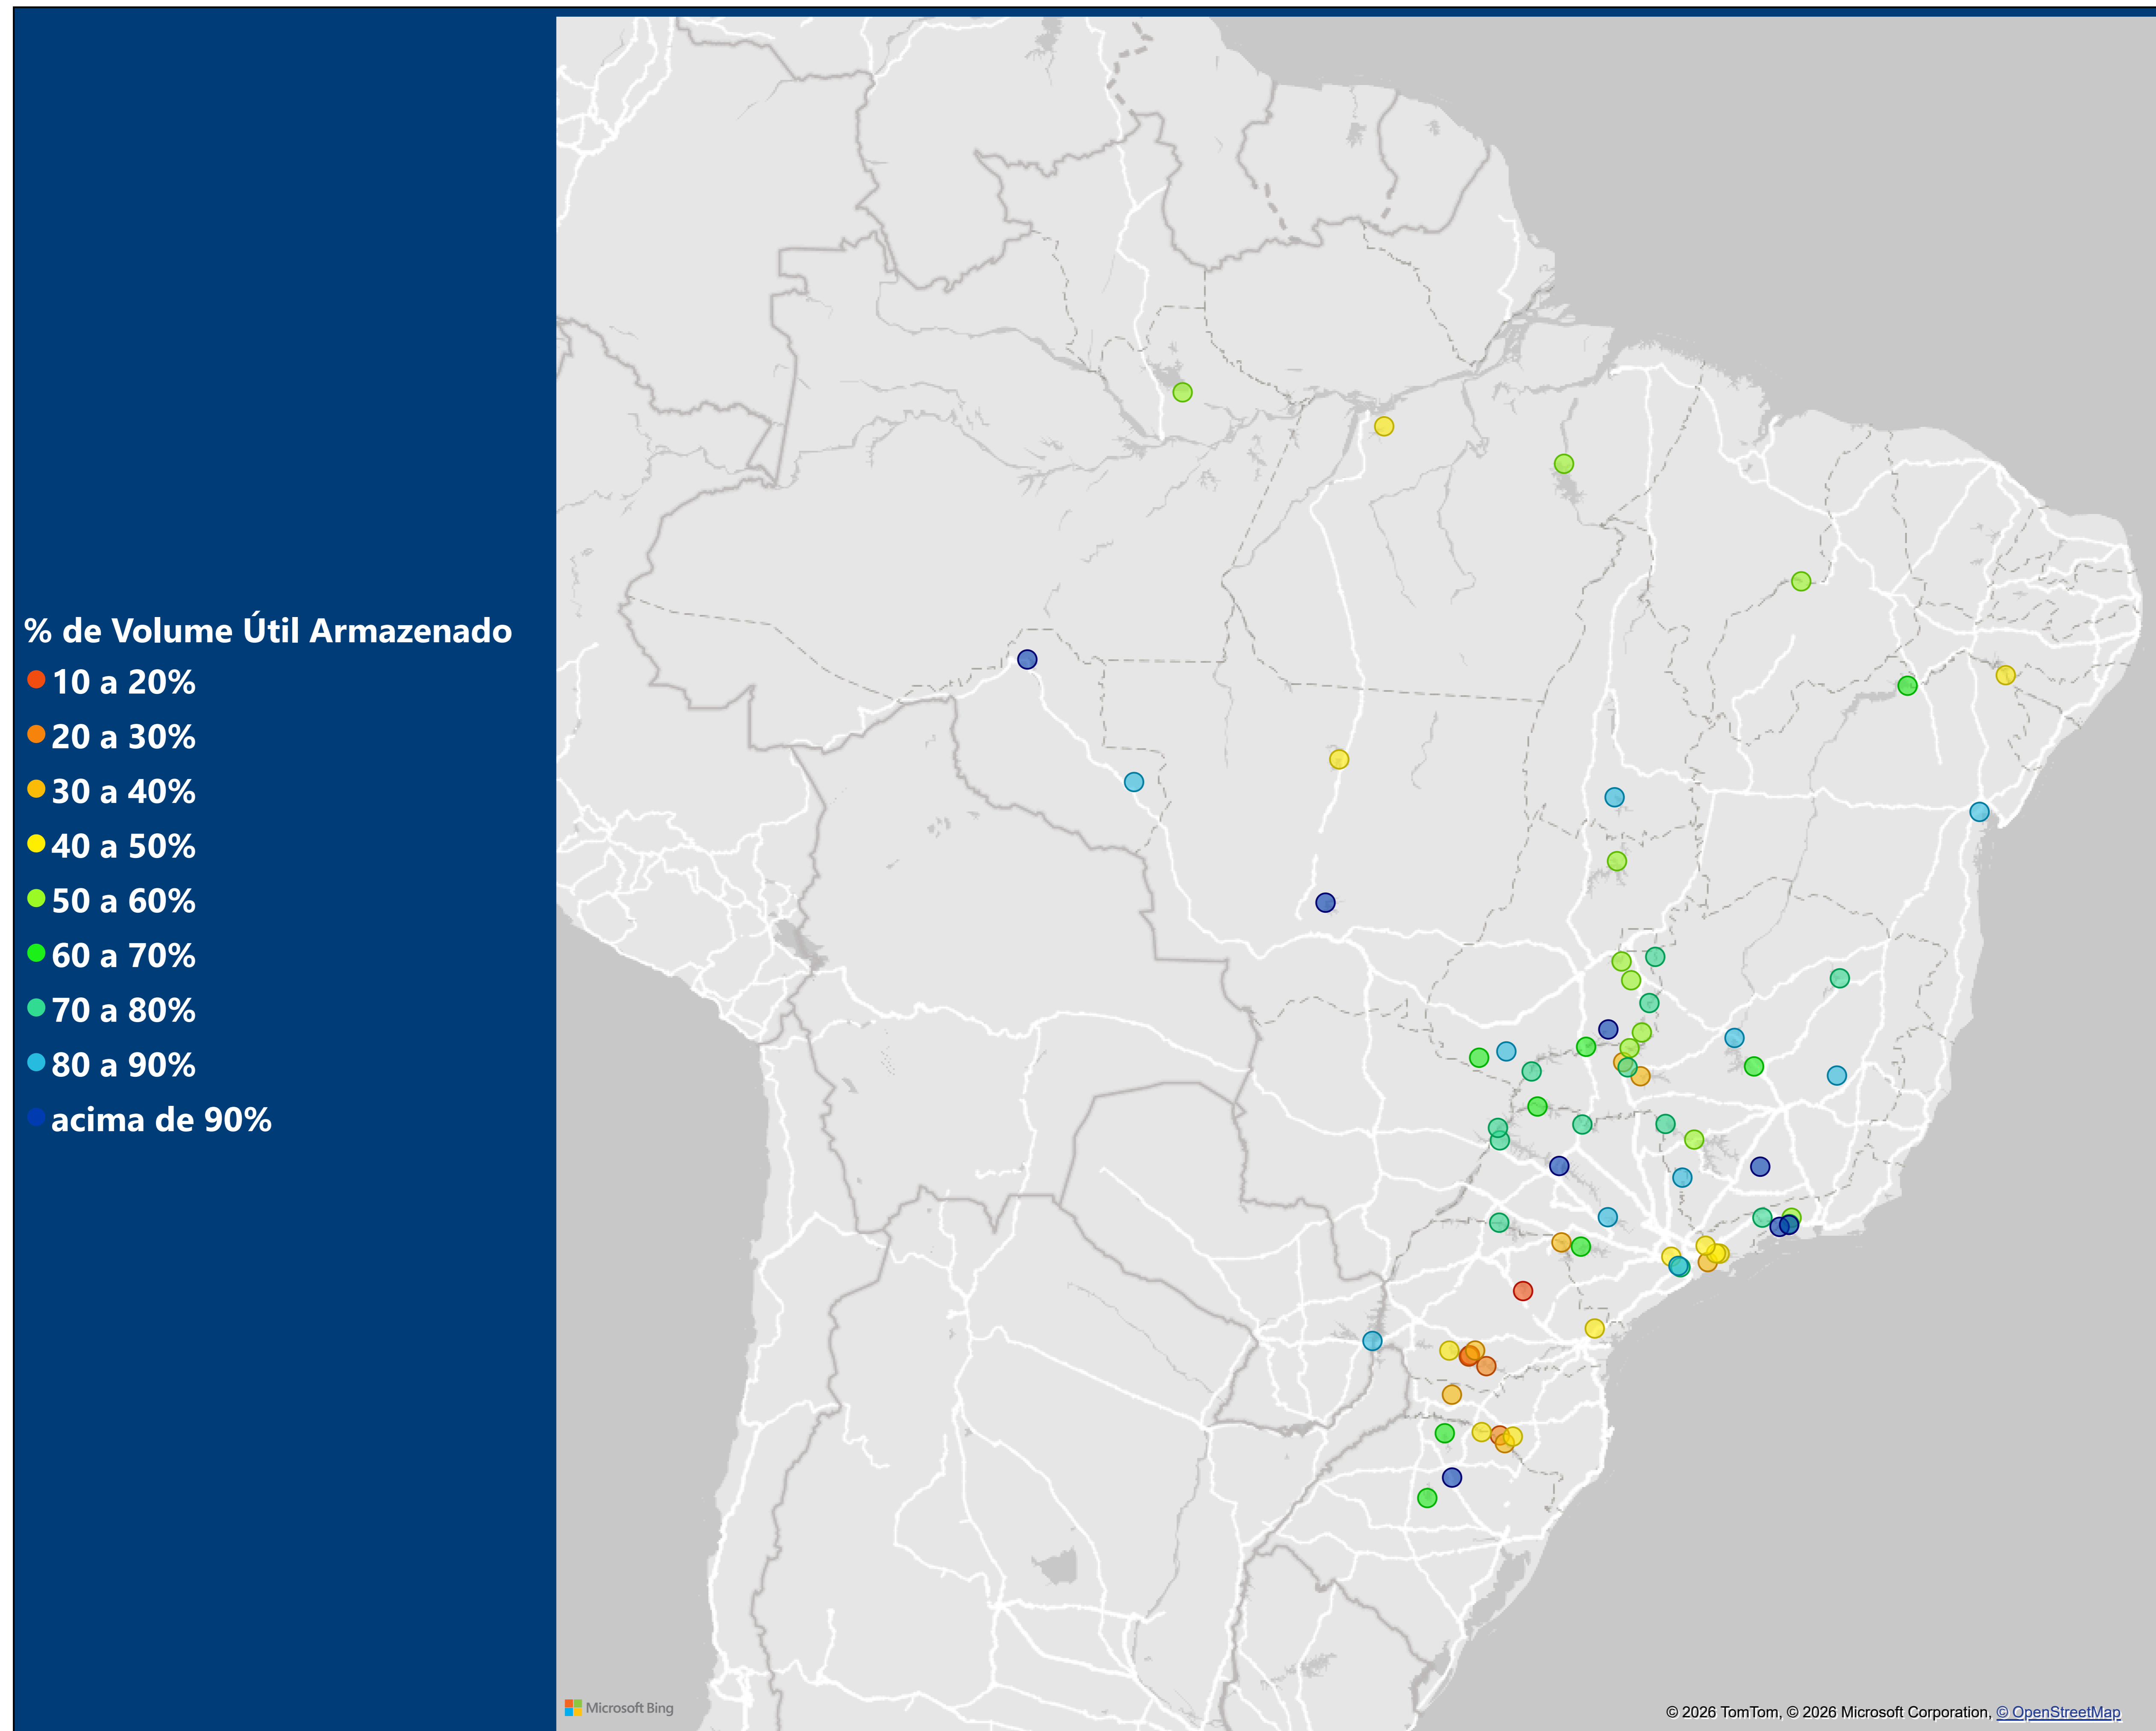 % de Volume Útil Armazenado
10 a 20%
20 a 30%
30 a 40%
40 a 50%
50 a 60%
60 a 70%
70 a 80%
80 a 90%
acima de 90%
Microsoft Bing
© 2026 TomTom, © 2026 Microsoft Corporation, © OpenStreetMap